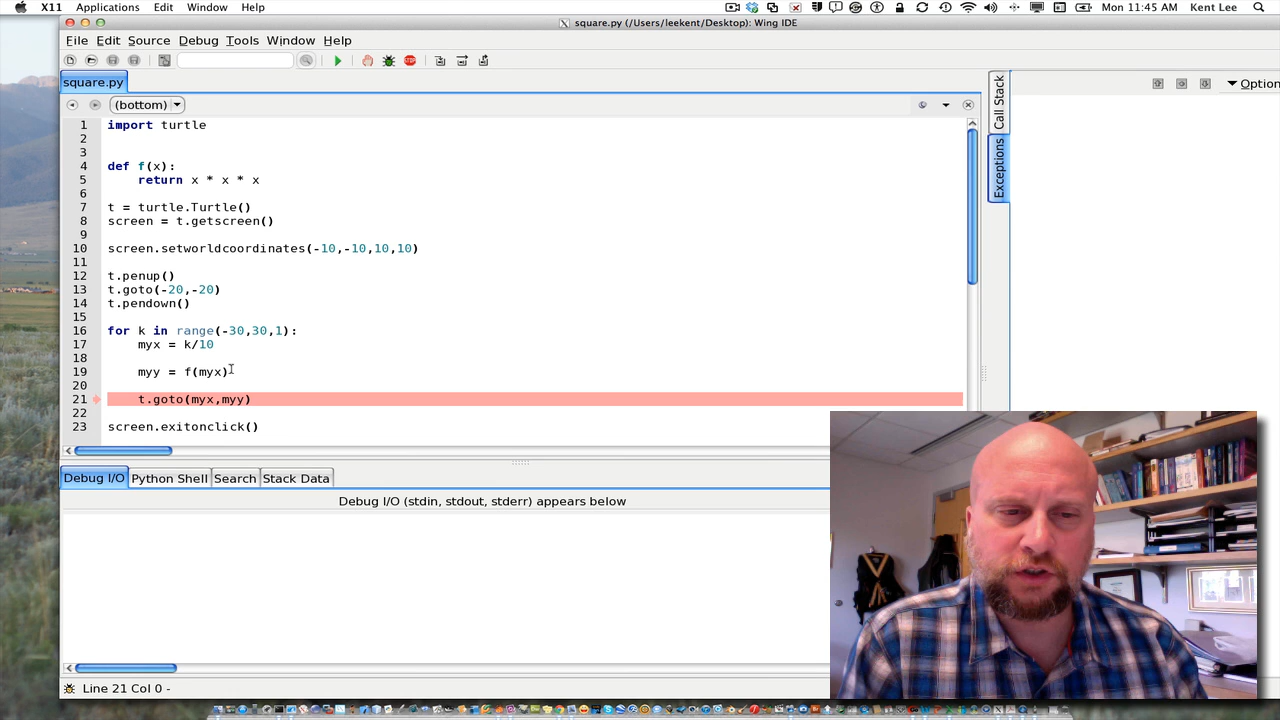 X11 Applications Edit Window Help Mon 11:45 AM Kent Lee
square.py (/Users/leekent/Desktop): Wing IDE
File Edit Source Debug Tools Window Help
square.py
(bottom)
Call Stack
Exceptions
Option
1 import turtle
2
3
4 def f(x):
5 return x * x * x
6
7 t = turtle.Turtle()
8 screen = t.getscreen()
9
10 screen.setworldcoordinates(-10,-10,10,10)
11
12 t.penup()
13 t.goto(-20,-20)
14 t.pendown()
15
16 for k in range(-30,30,1):
17 myx = k/10
18
19 myy = f(myx)
20
21 t.goto(myx,myy)
22
23 screen.exitonclick()
Debug I/O Python Shell Search Stack Data
Debug I/O (stdin, stdout, stderr) appears below
Line 21 Col 0 -